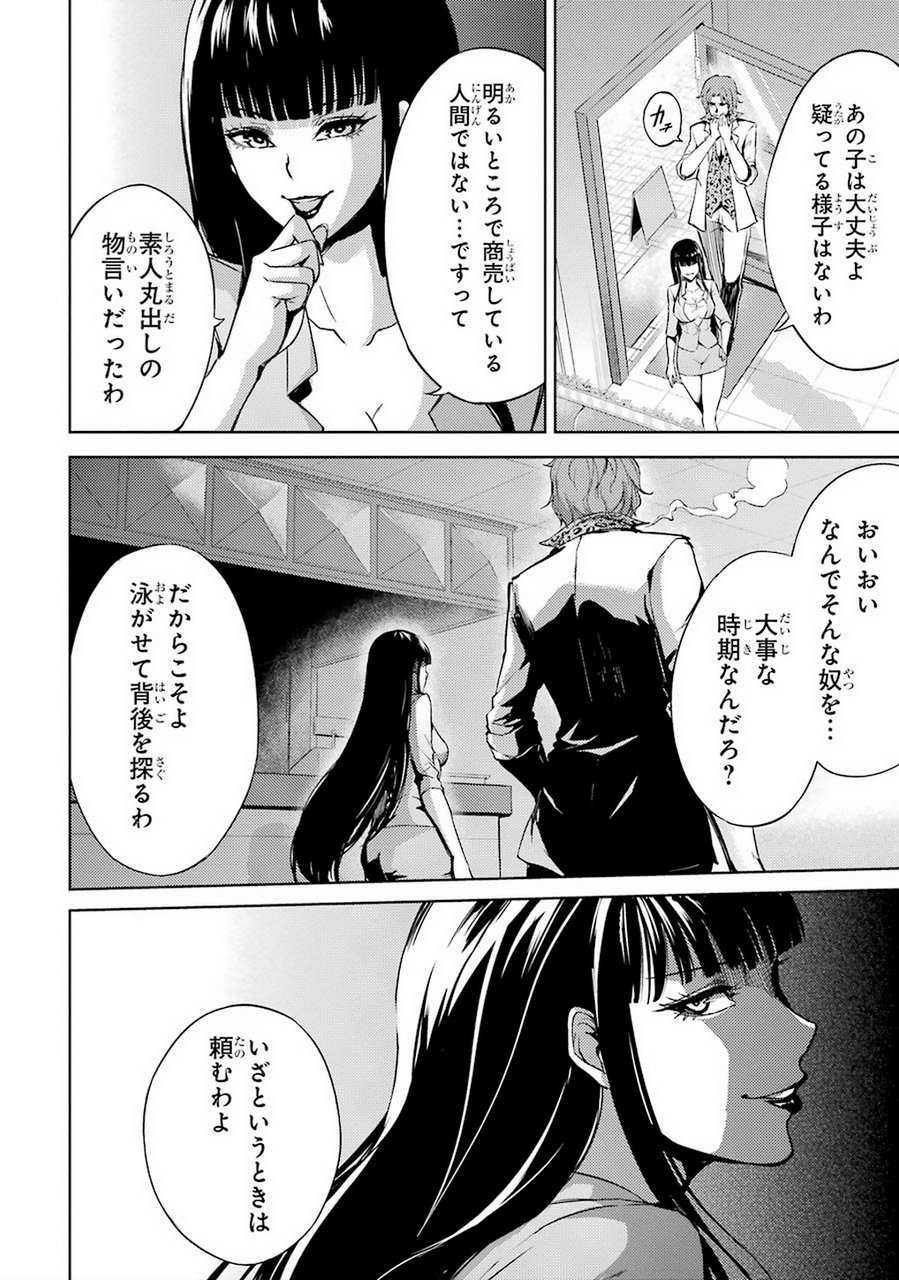 あの子は大丈夫よ
疑ってる様子はないわ
カチ
明るいところで商売している
人間ではない…ですって
素人丸出しの
物言いだったわ
おいおい
なんでそんな奴を…
大事な
時期なんだろ？
だからこそよ
泳がせて背後を探るわ
いざというときは
頼むわよ